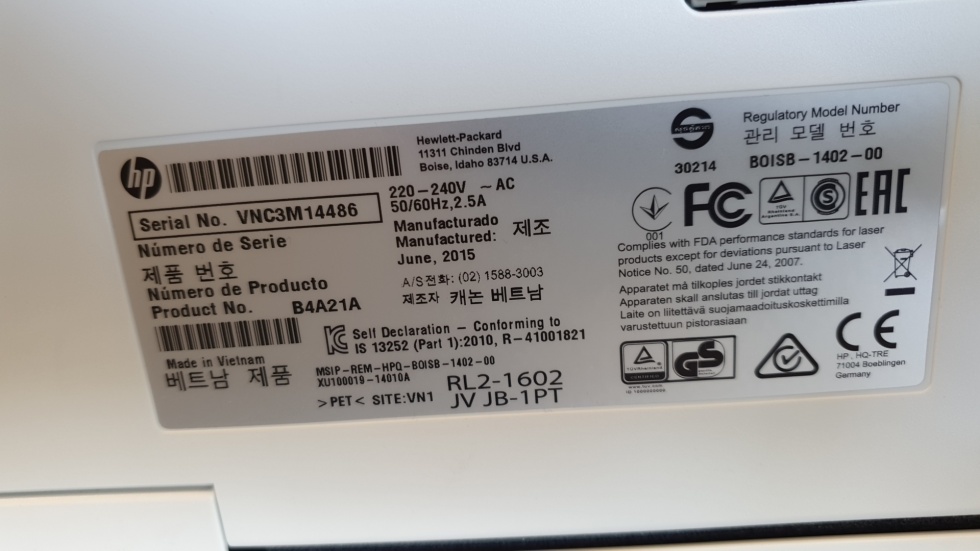 hp
Hewlett-Packard
11311 Chinden Blvd
Boise, Idaho 83714 U.S.A.
Serial No. VNC3M14486
Número de Serie
제품 번호
Número de Producto
Product No. B4A21A
Made in Vietnam
베트남 제품
220-240V ~ AC
50/60Hz, 2.5A
Manufacturado
Manufactured: 제조
June, 2015
A/S전화: (02) 1588-3003
제조자 캐논 베트남
Self Declaration - Conforming to
IS 13252 (Part 1):2010, R-41001821
MSIP-REM-HPQ-BOISB-1402-00
XU100019-14010A
>PET< SITE:VN1
RL2-1602
JV JB-1PT
30214
Regulatory Model Number
관리 모델 번호
BOISB-1402-00
001
FC
TÜV
Rheinland
Argentina S.A.
S
EAC
Complies with FDA performance standards for laser
products except for deviations pursuant to Laser
Notice No. 50, dated June 24, 2007.
Apparatet må tilkoples jordet stikkontakt
Apparaten skall anslutas till jordat uttag
Laite on liitettävä suojamaadoituskoskettimilla
varustettuun pistorasiaan
TÜVRheinland
CERTIFIED
GS
CE
HP, HQ-TRE
71004 Boeblingen
Germany